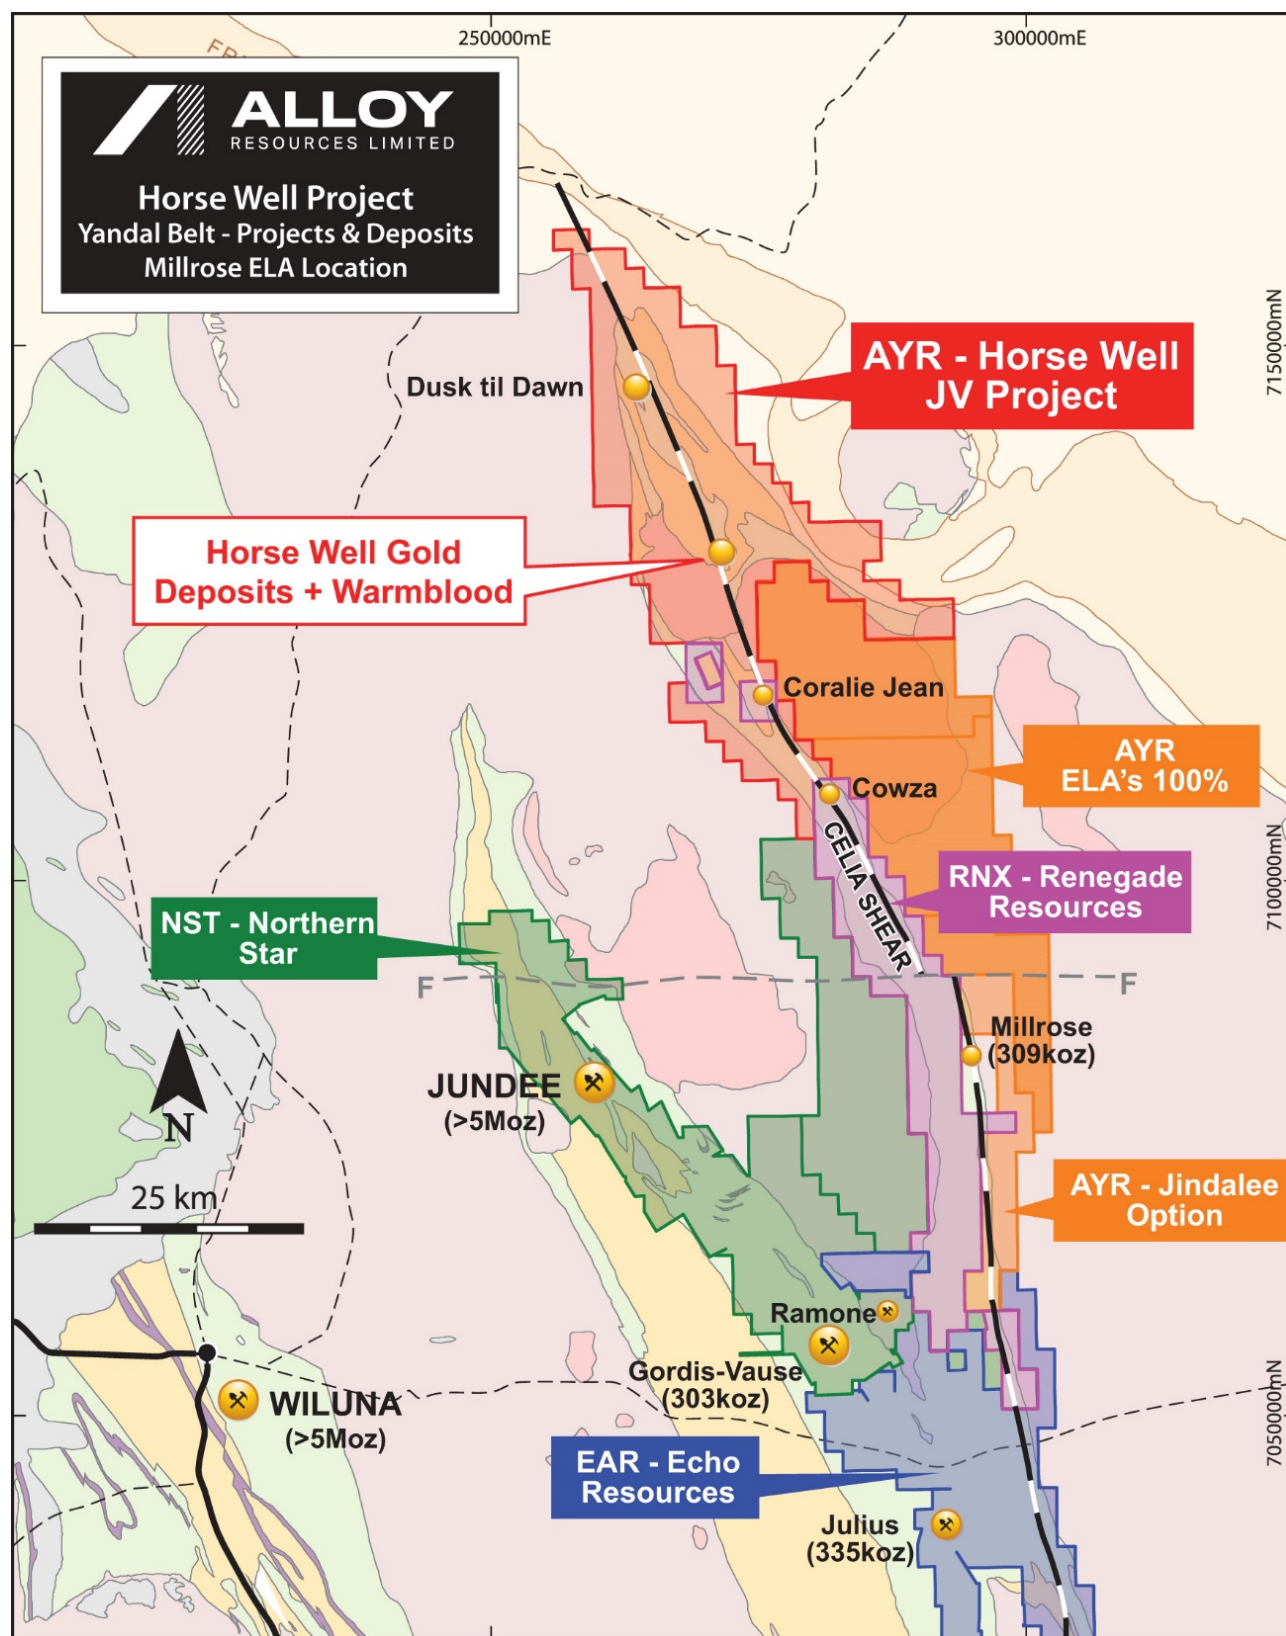 250000mE
300000mE
ALLOY
RESOURCES LIMITED
Horse Well Project
Yandal Belt - Projects & Deposits
Millrose ELA Location
7150000mN
AYR - Horse Well
JV Project
Dusk til Dawn
Horse Well Gold
Deposits + Warmblood
Coralie Jean
AYR
ELA's 100%
Cowza
CELIA SHEAR
7100000mN
RNX - Renegade
Resources
NST - Northern
Star
F
F
Millrose
(309koz)
JUNDEE
(>5Moz)
N
25 km
AYR - Jindalee
Option
Ramone
Gordis-Vause
(303koz)
WILUNA
(>5Moz)
7050000mN
EAR - Echo
Resources
Julius
(335koz)